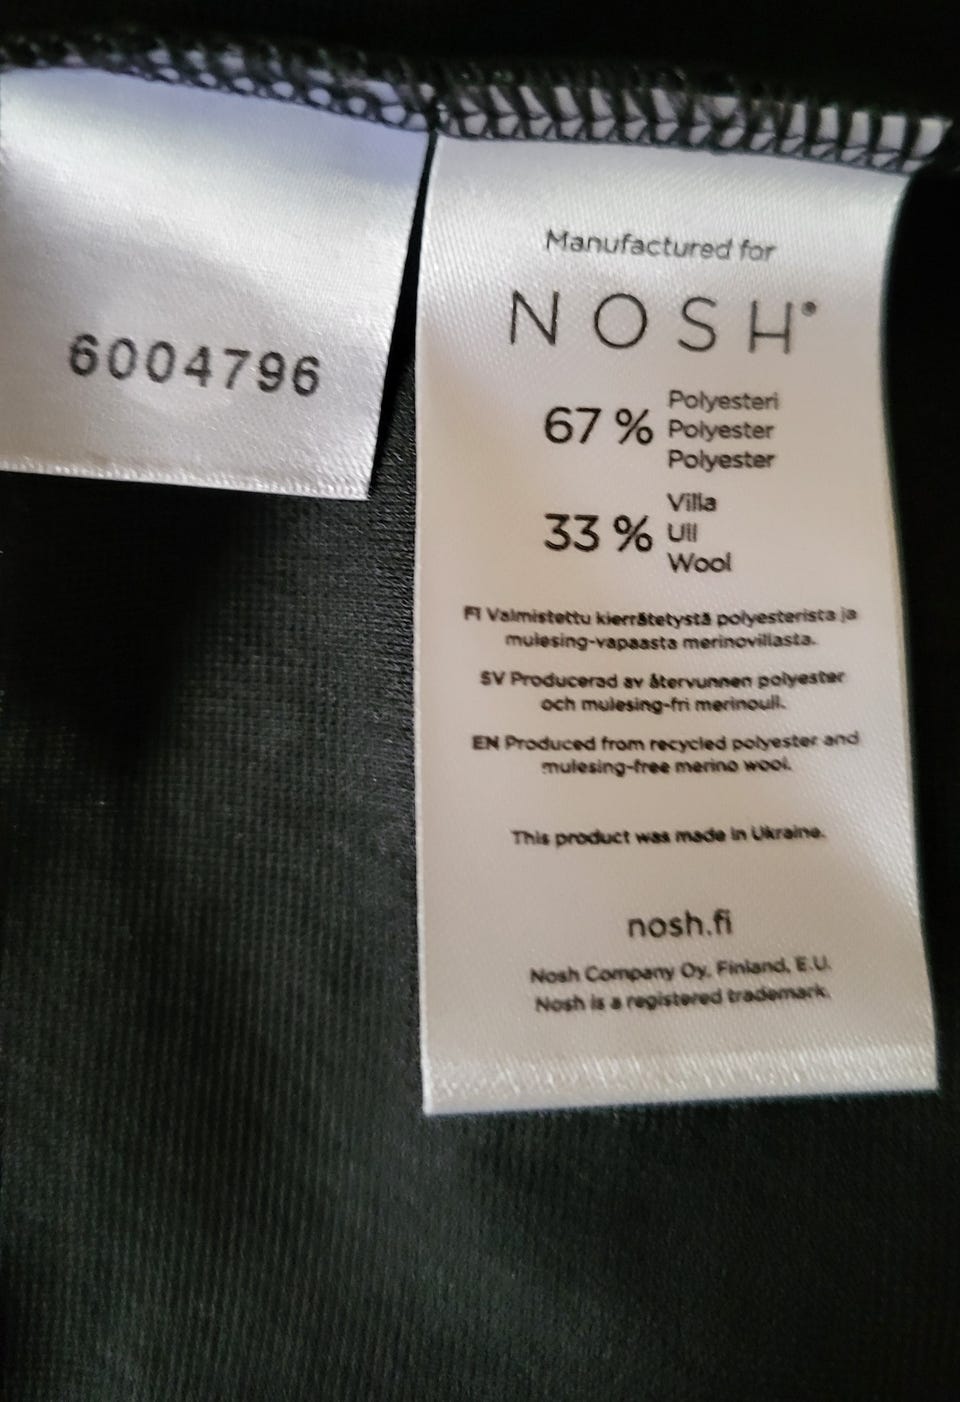 6004796
Manufactured for
NOSH®
67 % Polyesteri
Polyester
Polyester
33 % Villa
Ull
Wool
FI Valmistettu kierrätetystä polyesterista ja
mulesing-vapaasta merinovillasta.
SV Producerad av återvunnen polyester
och mulesing-fri merinoull.
EN Produced from recycled polyester and
mulesing-free merino wool.
This product was made in Ukraine.
nosh.fi
Nosh Company Oy, Finland, E.U.
Nosh is a registered trademark.